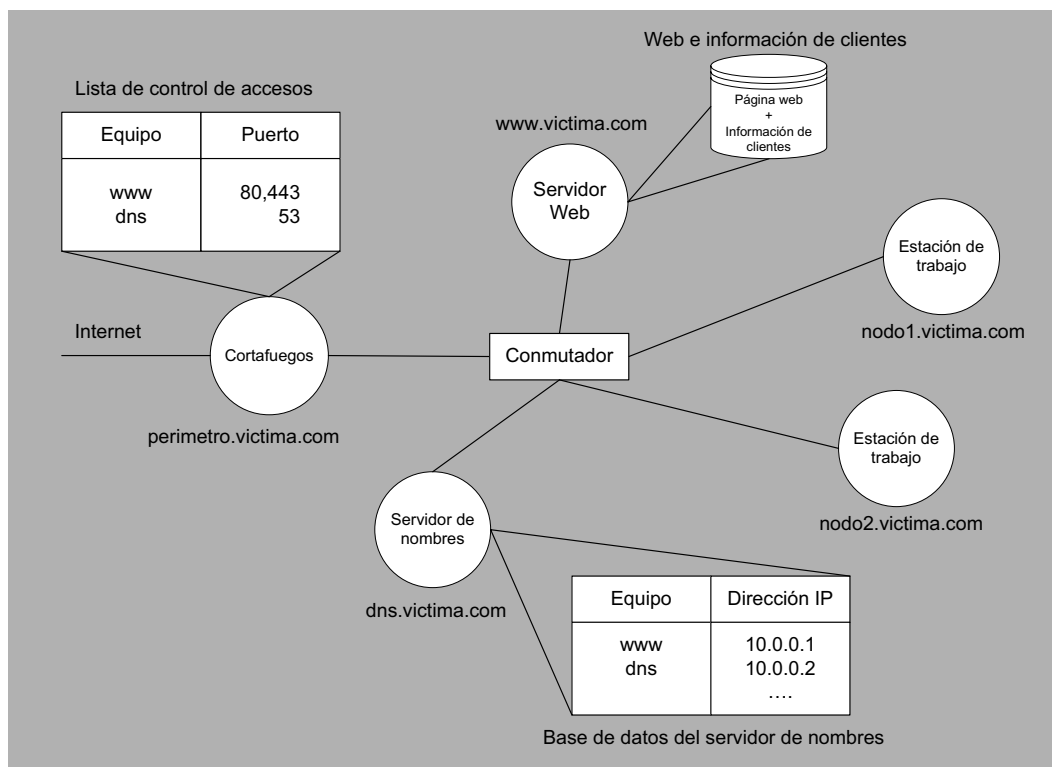 Web e información de clientes
Lista de control de accesos
Equipo Puerto
www 80,443
dns 53
www.victima.com
Página web
+
Información de
clientes
Servidor
Web
Estación de
trabajo
nodo1.victima.com
Internet
Cortafuegos
Conmutador
perimetro.victima.com
Estación de
trabajo
nodo2.victima.com
Servidor de
nombres
dns.victima.com
Equipo Dirección IP
www 10.0.0.1
dns 10.0.0.2
....
Base de datos del servidor de nombres